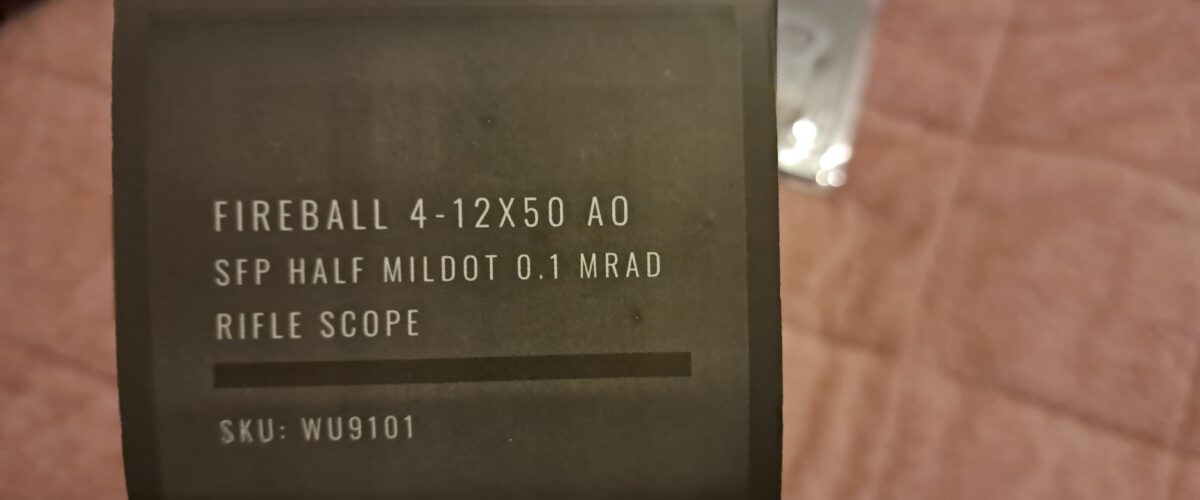 FIREBALL 4-12X50 AO
SFP HALF MILDOT 0.1 MRAD
RIFLE SCOPE
SKU: WU9101